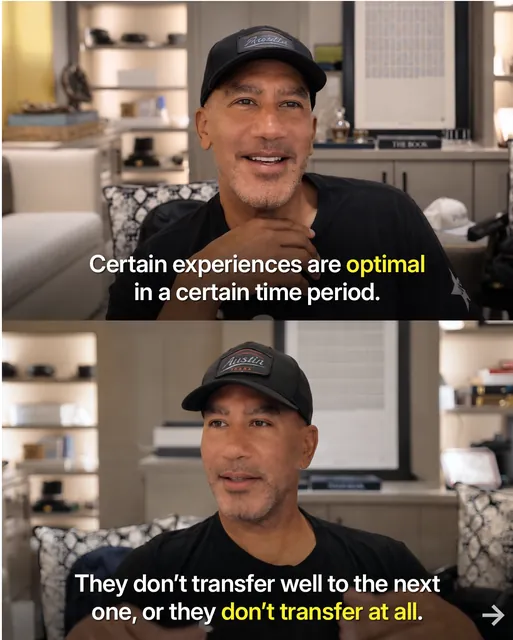 Austin
THE BOOK
Certain experiences are optimal
in a certain time period.
Austin
They don't transfer well to the next
one, or they don't transfer at all.